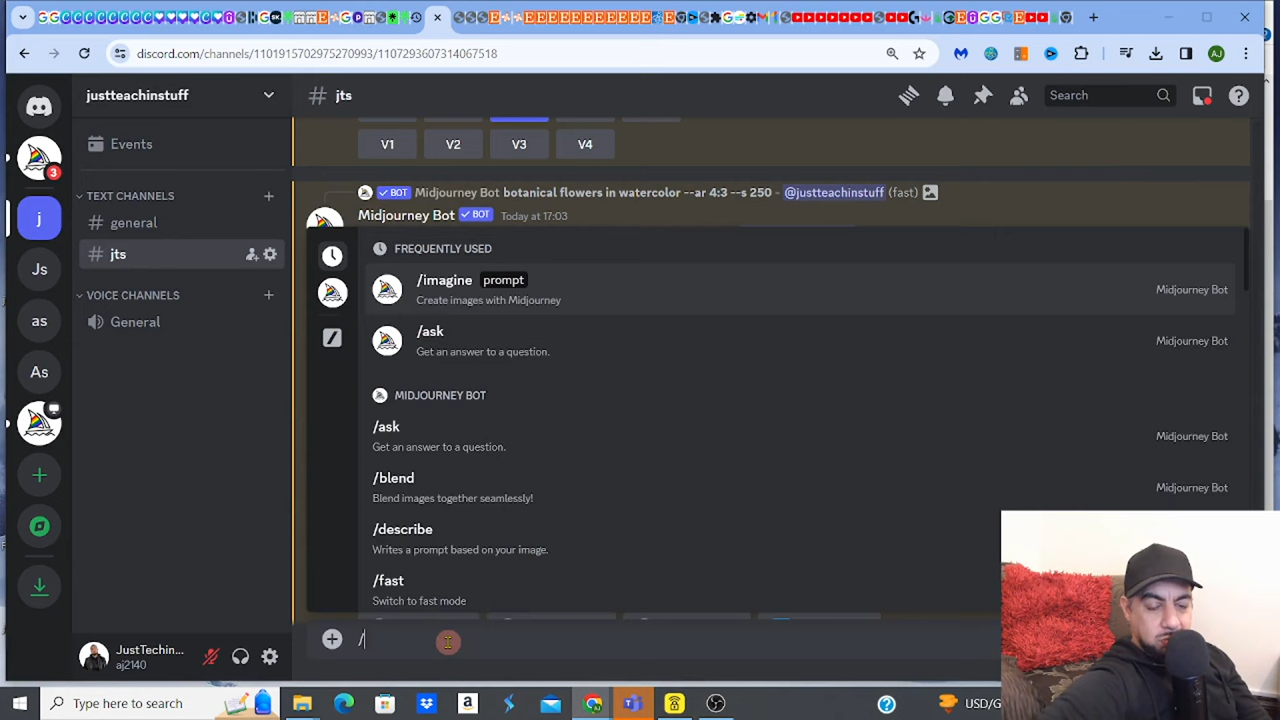 discord.com/channels/1101915702975270993/1107293607314067518
AJ
justteachinstuff
jts
Search
Events
TEXT CHANNELS
general
jts
VOICE CHANNELS
General
3
j
Js
as
As
V1
V2
V3
V4
BOT Midjourney Bot botanical flowers in watercolor --ar 4:3 --s 250 - @justteachinstuff (fast)
Midjourney Bot BOT Today at 17:03
FREQUENTLY USED
/imagine prompt
Create images with Midjourney
Midjourney Bot
/ask
Get an answer to a question.
Midjourney Bot
MIDJOURNEY BOT
/ask
Get an answer to a question.
Midjourney Bot
/blend
Blend images together seamlessly!
Midjourney Bot
/describe
Writes a prompt based on your image.
/fast
Switch to fast mode
/
JustTechin...
aj2140
Type here to search
USD/G